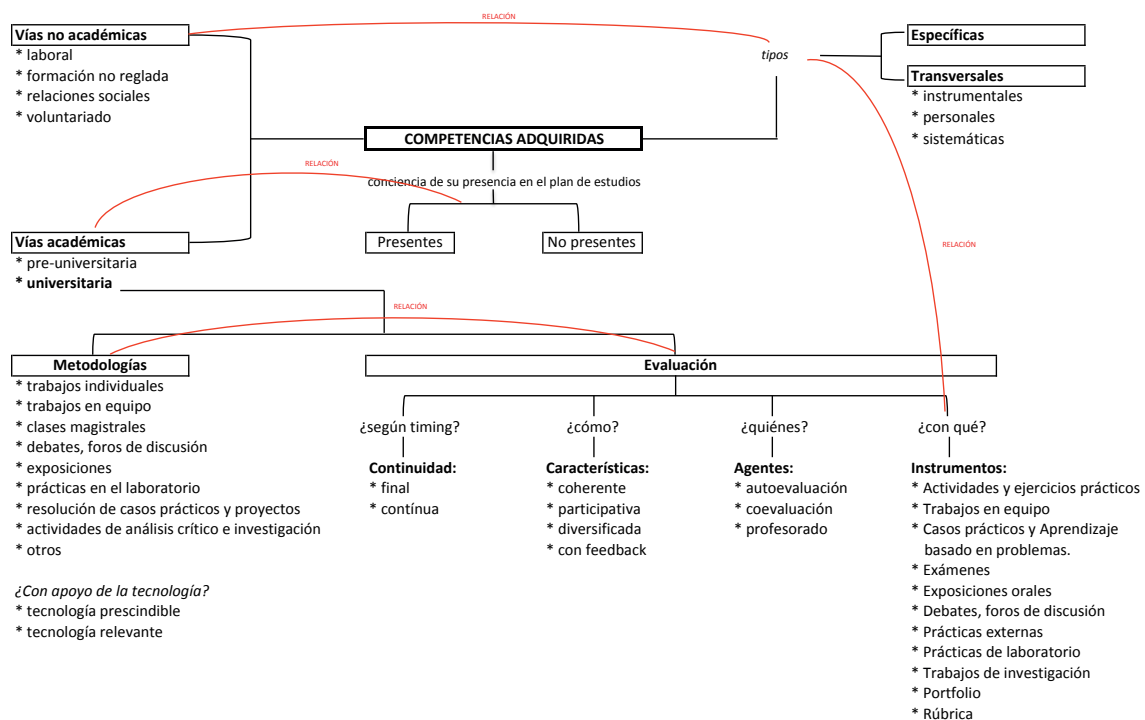 RELACIÓN
Vías no académicas
* laboral
* formación no reglada
* relaciones sociales
* voluntariado
tipos
Específicas
Transversales
* instrumentales
* personales
* sistemáticas
COMPETENCIAS ADQUIRIDAS
RELACIÓN
conciencia de su presencia en el plan de estudios
Presentes
No presentes
Vías académicas
* pre-universitaria
* universitaria
RELACIÓN
RELACIÓN
Metodologías
* trabajos individuales
* trabajos en equipo
* clases magistrales
* debates, foros de discusión
* exposiciones
* prácticas en el laboratorio
* resolución de casos prácticos y proyectos
* actividades de análisis crítico e investigación
* otros
¿Con apoyo de la tecnología?
* tecnología prescindible
* tecnología relevante
Evaluación
¿según timing?
Continuidad:
* final
* contínua
¿cómo?
Características:
* coherente
* participativa
* diversificada
* con feedback
¿quiénes?
Agentes:
* autoevaluación
* coevaluación
* profesorado
¿con qué?
Instrumentos:
* Actividades y ejercicios prácticos
* Trabajos en equipo
* Casos prácticos y Aprendizaje
basado en problemas.
* Exámenes
* Exposiciones orales
* Debates, foros de discusión
* Prácticas externas
* Prácticas de laboratorio
* Trabajos de investigación
* Portfolio
* Rúbrica